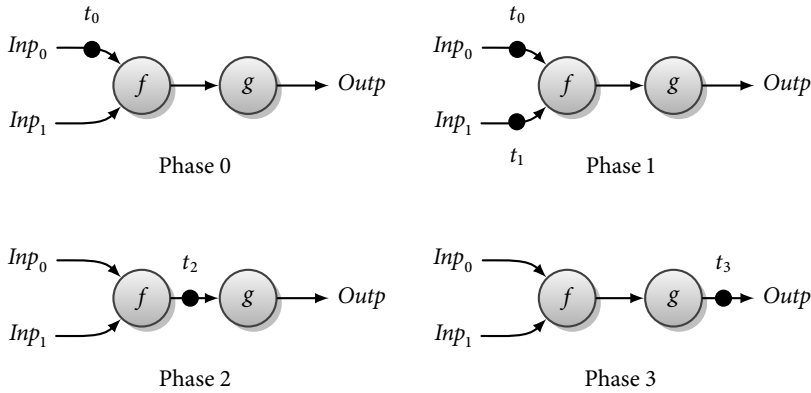 t₀
Inp₀
f
g
Outp
Inp₁
Phase 0
t₀
Inp₀
f
g
Outp
Inp₁
t₁
Phase 1
Inp₀
t₂
f
g
Outp
Inp₁
Phase 2
Inp₀
t₃
f
g
Outp
Inp₁
Phase 3